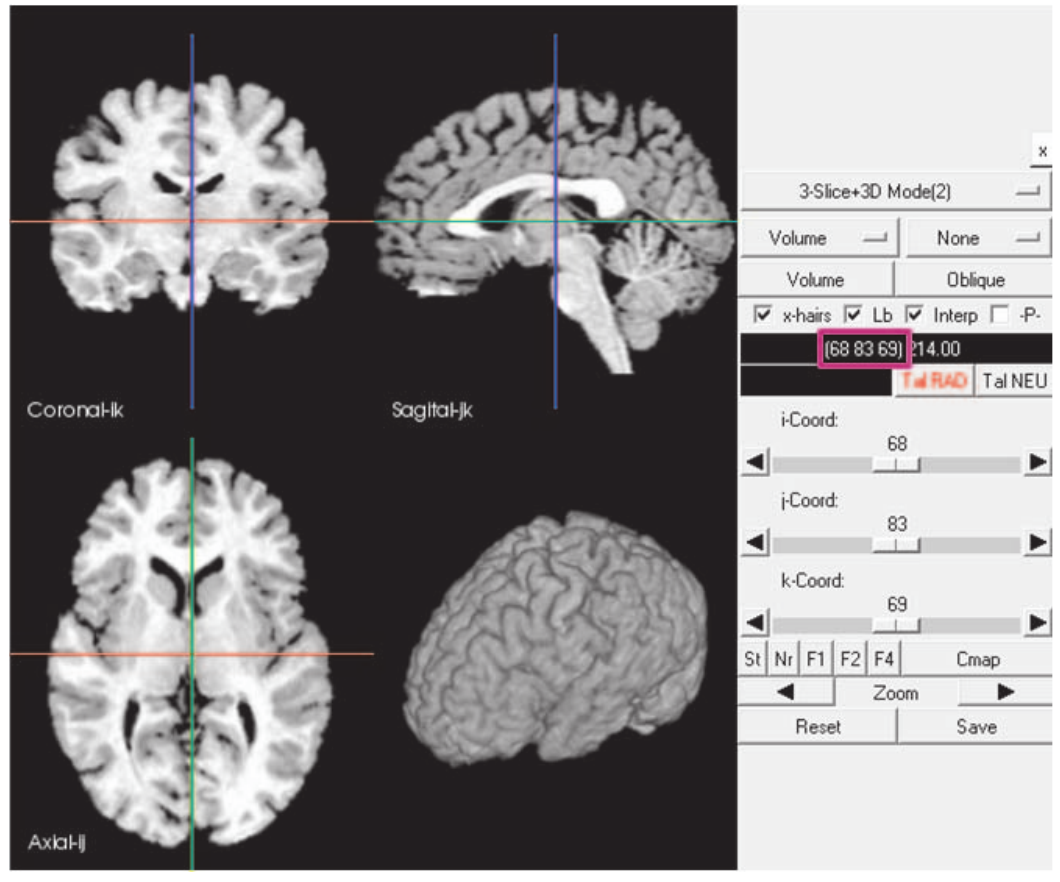 x
3-Slice+3D Mode(2)
Volume None
Volume Oblique
x-hairs Lb Interp -P-
(68 83 69) 214.00
Tal RAD Tal NEU
i-Coord:
68
j-Coord:
83
k-Coord:
69
St Nr F1 F2 F4 Cmap
Zoom
Reset Save
Coronal-ik
Sagital-jk
Axial-ij